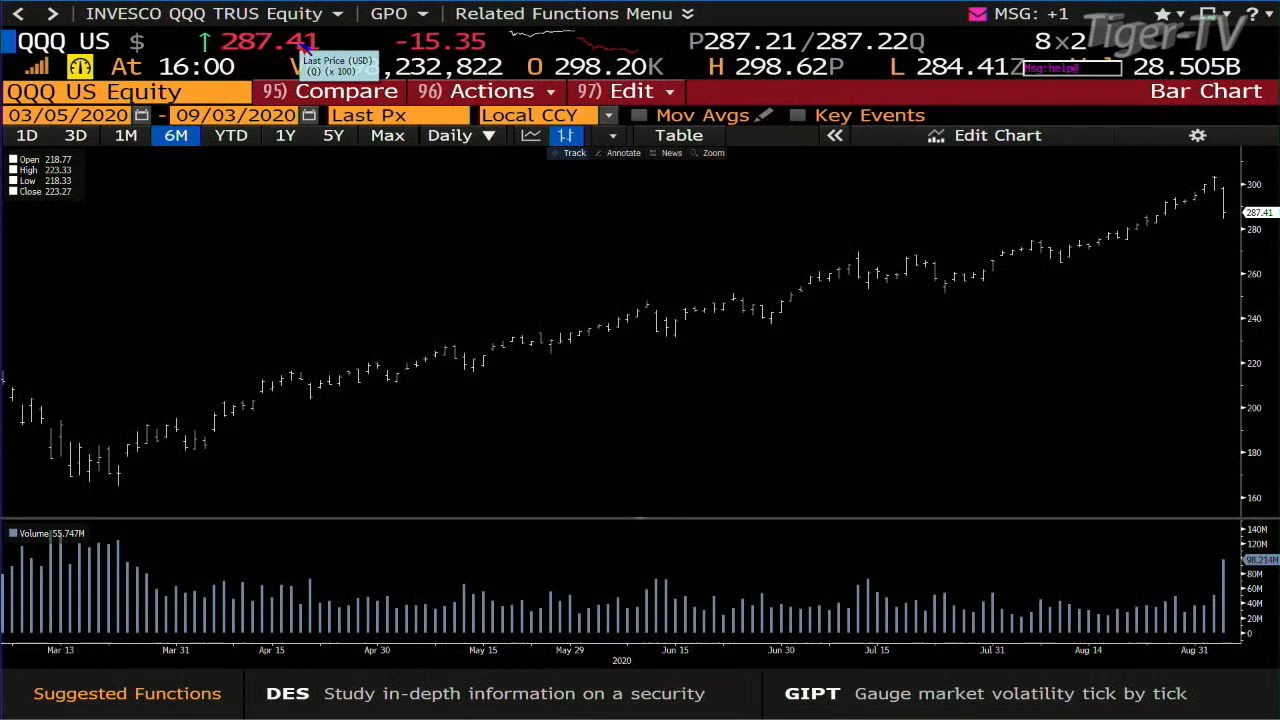 INVESCO QQQ TRUS Equity GPO Related Functions Menu MSG: +1 ?
QQQ US $ ↑ 287.41 -15.35 P287.21/287.22Q 8x2 Tiger-TV
At 16:00 ,232,822 O 298.20K H 298.62P L 284.41Z 28.505B
Last Price (USD)
(Q) (x 100)
Msg:help@
QQQ US Equity 95) Compare 96) Actions 97) Edit Bar Chart
03/05/2020 - 09/03/2020 Last Px Local CCY Mov Avgs Key Events
1D 3D 1M 6M YTD 1Y 5Y Max Daily ▼ Table « Edit Chart
Track Annotate News Zoom
Open 218.77
High 223.33
Low 218.33
Close 223.27
300
287.41
280
260
240
220
200
180
160
Volume 55.747M
140M
120M
98.214M
80M
60M
40M
20M
0
Mar 13 Mar 31 Apr 15 Apr 30 May 15 May 29 Jun 15 Jun 30 Jul 15 Jul 31 Aug 14 Aug 31
2020
Suggested Functions DES Study in-depth information on a security GIPT Gauge market volatility tick by tick